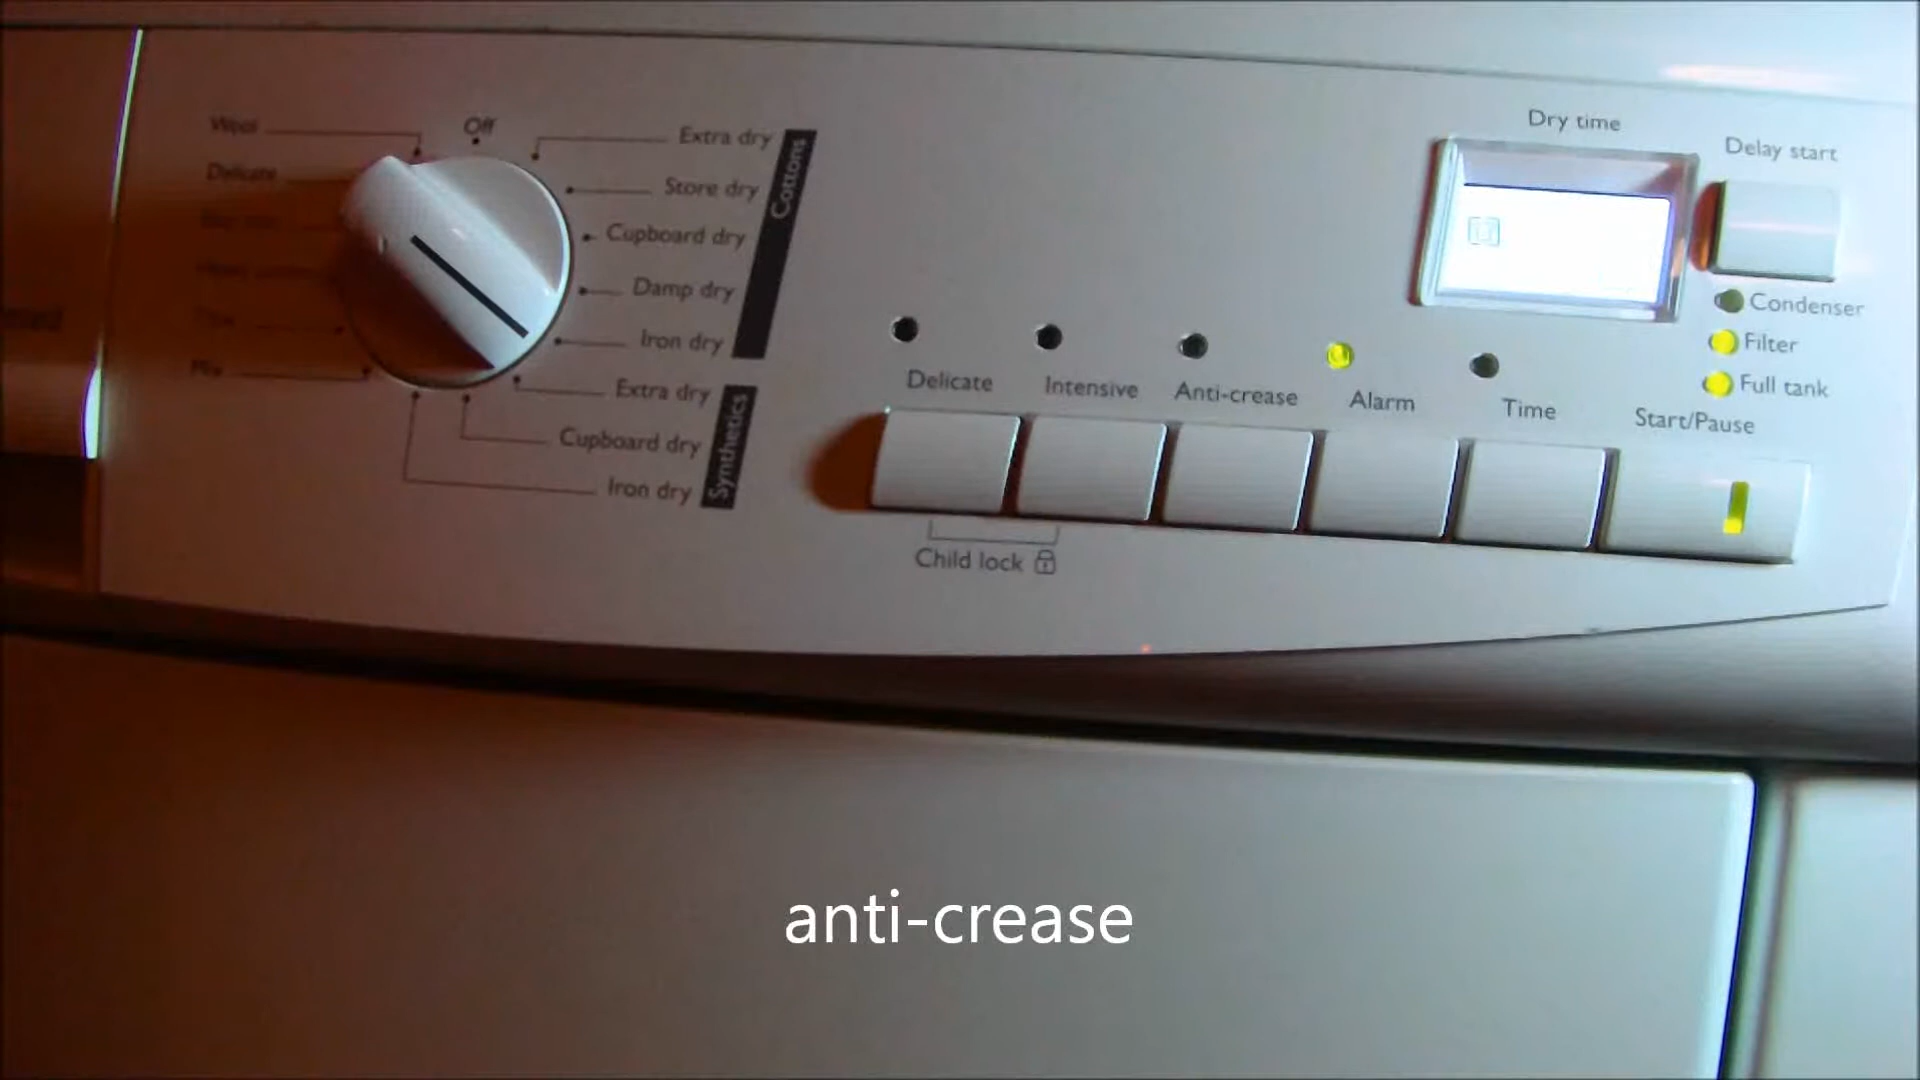 Wool
Delicate
Off
Extra dry
Store dry
Cupboard dry
Damp dry
Iron dry
Cottons
Extra dry
Cupboard dry
Iron dry
Synthetics
Dry time
Delay start
Condenser
Filter
Full tank
Delicate
Intensive
Anti-crease
Alarm
Time
Start/Pause
Child lock
anti-crease